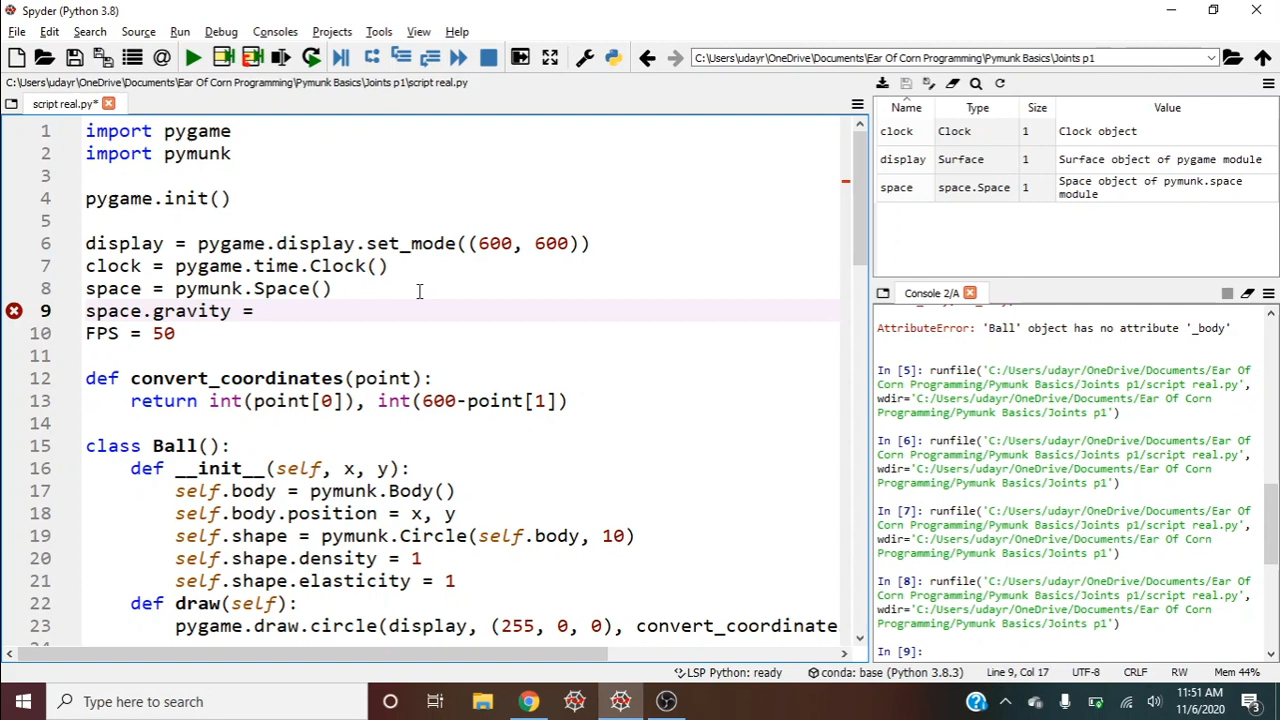 Spyder (Python 3.8)
File Edit Search Source Run Debug Consoles Projects Tools View Help
C:\Users\udayr\OneDrive\Documents\Ear Of Corn Programming\Pymunk Basics\Joints p1
C:\Users\udayr\OneDrive\Documents\Ear Of Corn Programming\Pymunk Basics\Joints p1\script real.py
script real.py*
1 import pygame
2 import pymunk
3
4 pygame.init()
5
6 display = pygame.display.set_mode((600, 600))
7 clock = pygame.time.Clock()
8 space = pymunk.Space()
9 space.gravity =
10 FPS = 50
11
12 def convert_coordinates(point):
13 return int(point[0]), int(600-point[1])
14
15 class Ball():
16 def __init__(self, x, y):
17 self.body = pymunk.Body()
18 self.body.position = x, y
19 self.shape = pymunk.Circle(self.body, 10)
20 self.shape.density = 1
21 self.shape.elasticity = 1
22 def draw(self):
23 pygame.draw.circle(display, (255, 0, 0), convert_coordinate
Name Type Size Value
clock Clock 1 Clock object
display Surface 1 Surface object of pygame module
space space.Space 1 Space object of pymunk.space
module
Console 2/A
AttributeError: 'Ball' object has no attribute '_body'
In [5]: runfile('C:/Users/udayr/OneDrive/Documents/Ear Of
Corn Programming/Pymunk Basics/Joints p1/script real.py',
wdir='C:/Users/udayr/OneDrive/Documents/Ear Of Corn
Programming/Pymunk Basics/Joints p1')
In [6]: runfile('C:/Users/udayr/OneDrive/Documents/Ear Of
Corn Programming/Pymunk Basics/Joints p1/script real.py',
wdir='C:/Users/udayr/OneDrive/Documents/Ear Of Corn
Programming/Pymunk Basics/Joints p1')
In [7]: runfile('C:/Users/udayr/OneDrive/Documents/Ear Of
Corn Programming/Pymunk Basics/Joints p1/script real.py',
wdir='C:/Users/udayr/OneDrive/Documents/Ear Of Corn
Programming/Pymunk Basics/Joints p1')
In [8]: runfile('C:/Users/udayr/OneDrive/Documents/Ear Of
Corn Programming/Pymunk Basics/Joints p1/script real.py',
wdir='C:/Users/udayr/OneDrive/Documents/Ear Of Corn
Programming/Pymunk Basics/Joints p1')
In [9]:
LSP Python: ready conda: base (Python 3.8.3) Line 9, Col 17 UTF-8 CRLF RW Mem 44%
Type here to search
11:51 AM
11/6/2020
3